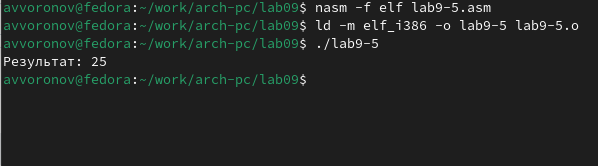 avvoronov@fedora:~/work/arch-pc/lab09$ nasm -f elf lab9-5.asm
avvoronov@fedora:~/work/arch-pc/lab09$ ld -m elf_i386 -o lab9-5 lab9-5.o
avvoronov@fedora:~/work/arch-pc/lab09$ ./lab9-5
Результат: 25
avvoronov@fedora:~/work/arch-pc/lab09$